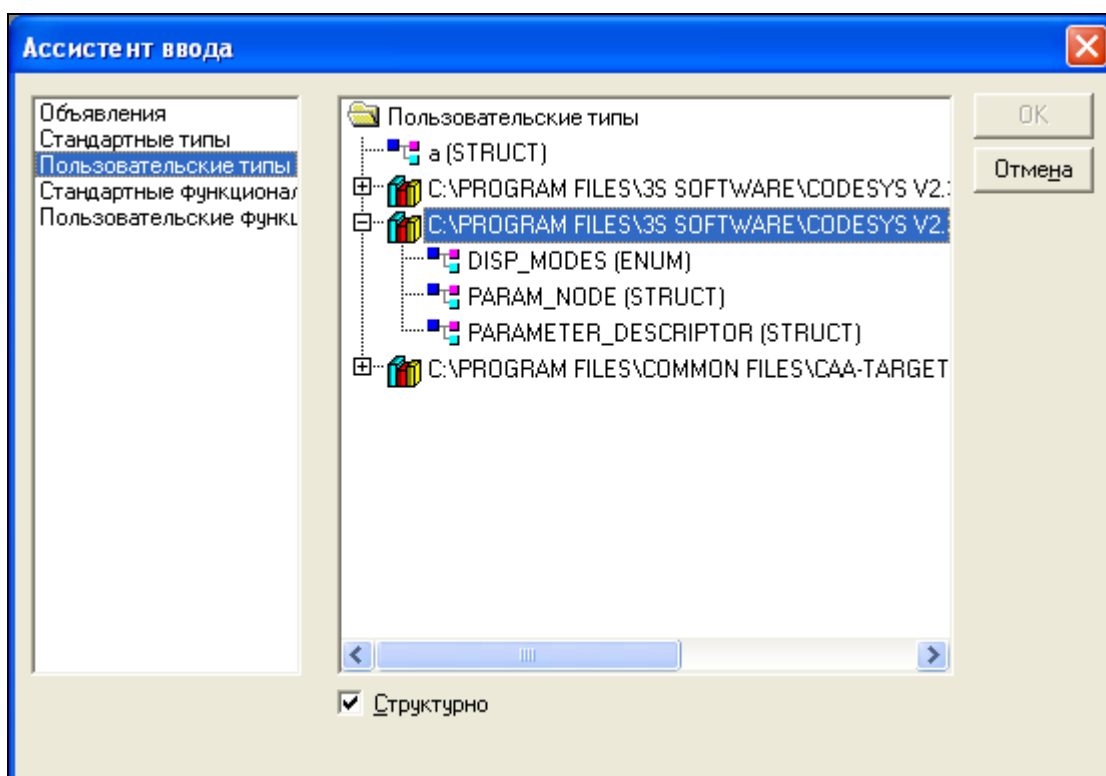 Ассистент ввода
Объявления
Стандартные типы
Пользовательские типы
Стандартные функционал
Пользовательские функц
Пользовательские типы
a (STRUCT)
C:\PROGRAM FILES\3S SOFTWARE\CODESYS V2.
C:\PROGRAM FILES\3S SOFTWARE\CODESYS V2.
DISP_MODES (ENUM)
PARAM_NODE (STRUCT)
PARAMETER_DESCRIPTOR (STRUCT)
C:\PROGRAM FILES\COMMON FILES\CAA-TARGET
OK
Отмена
Структурно